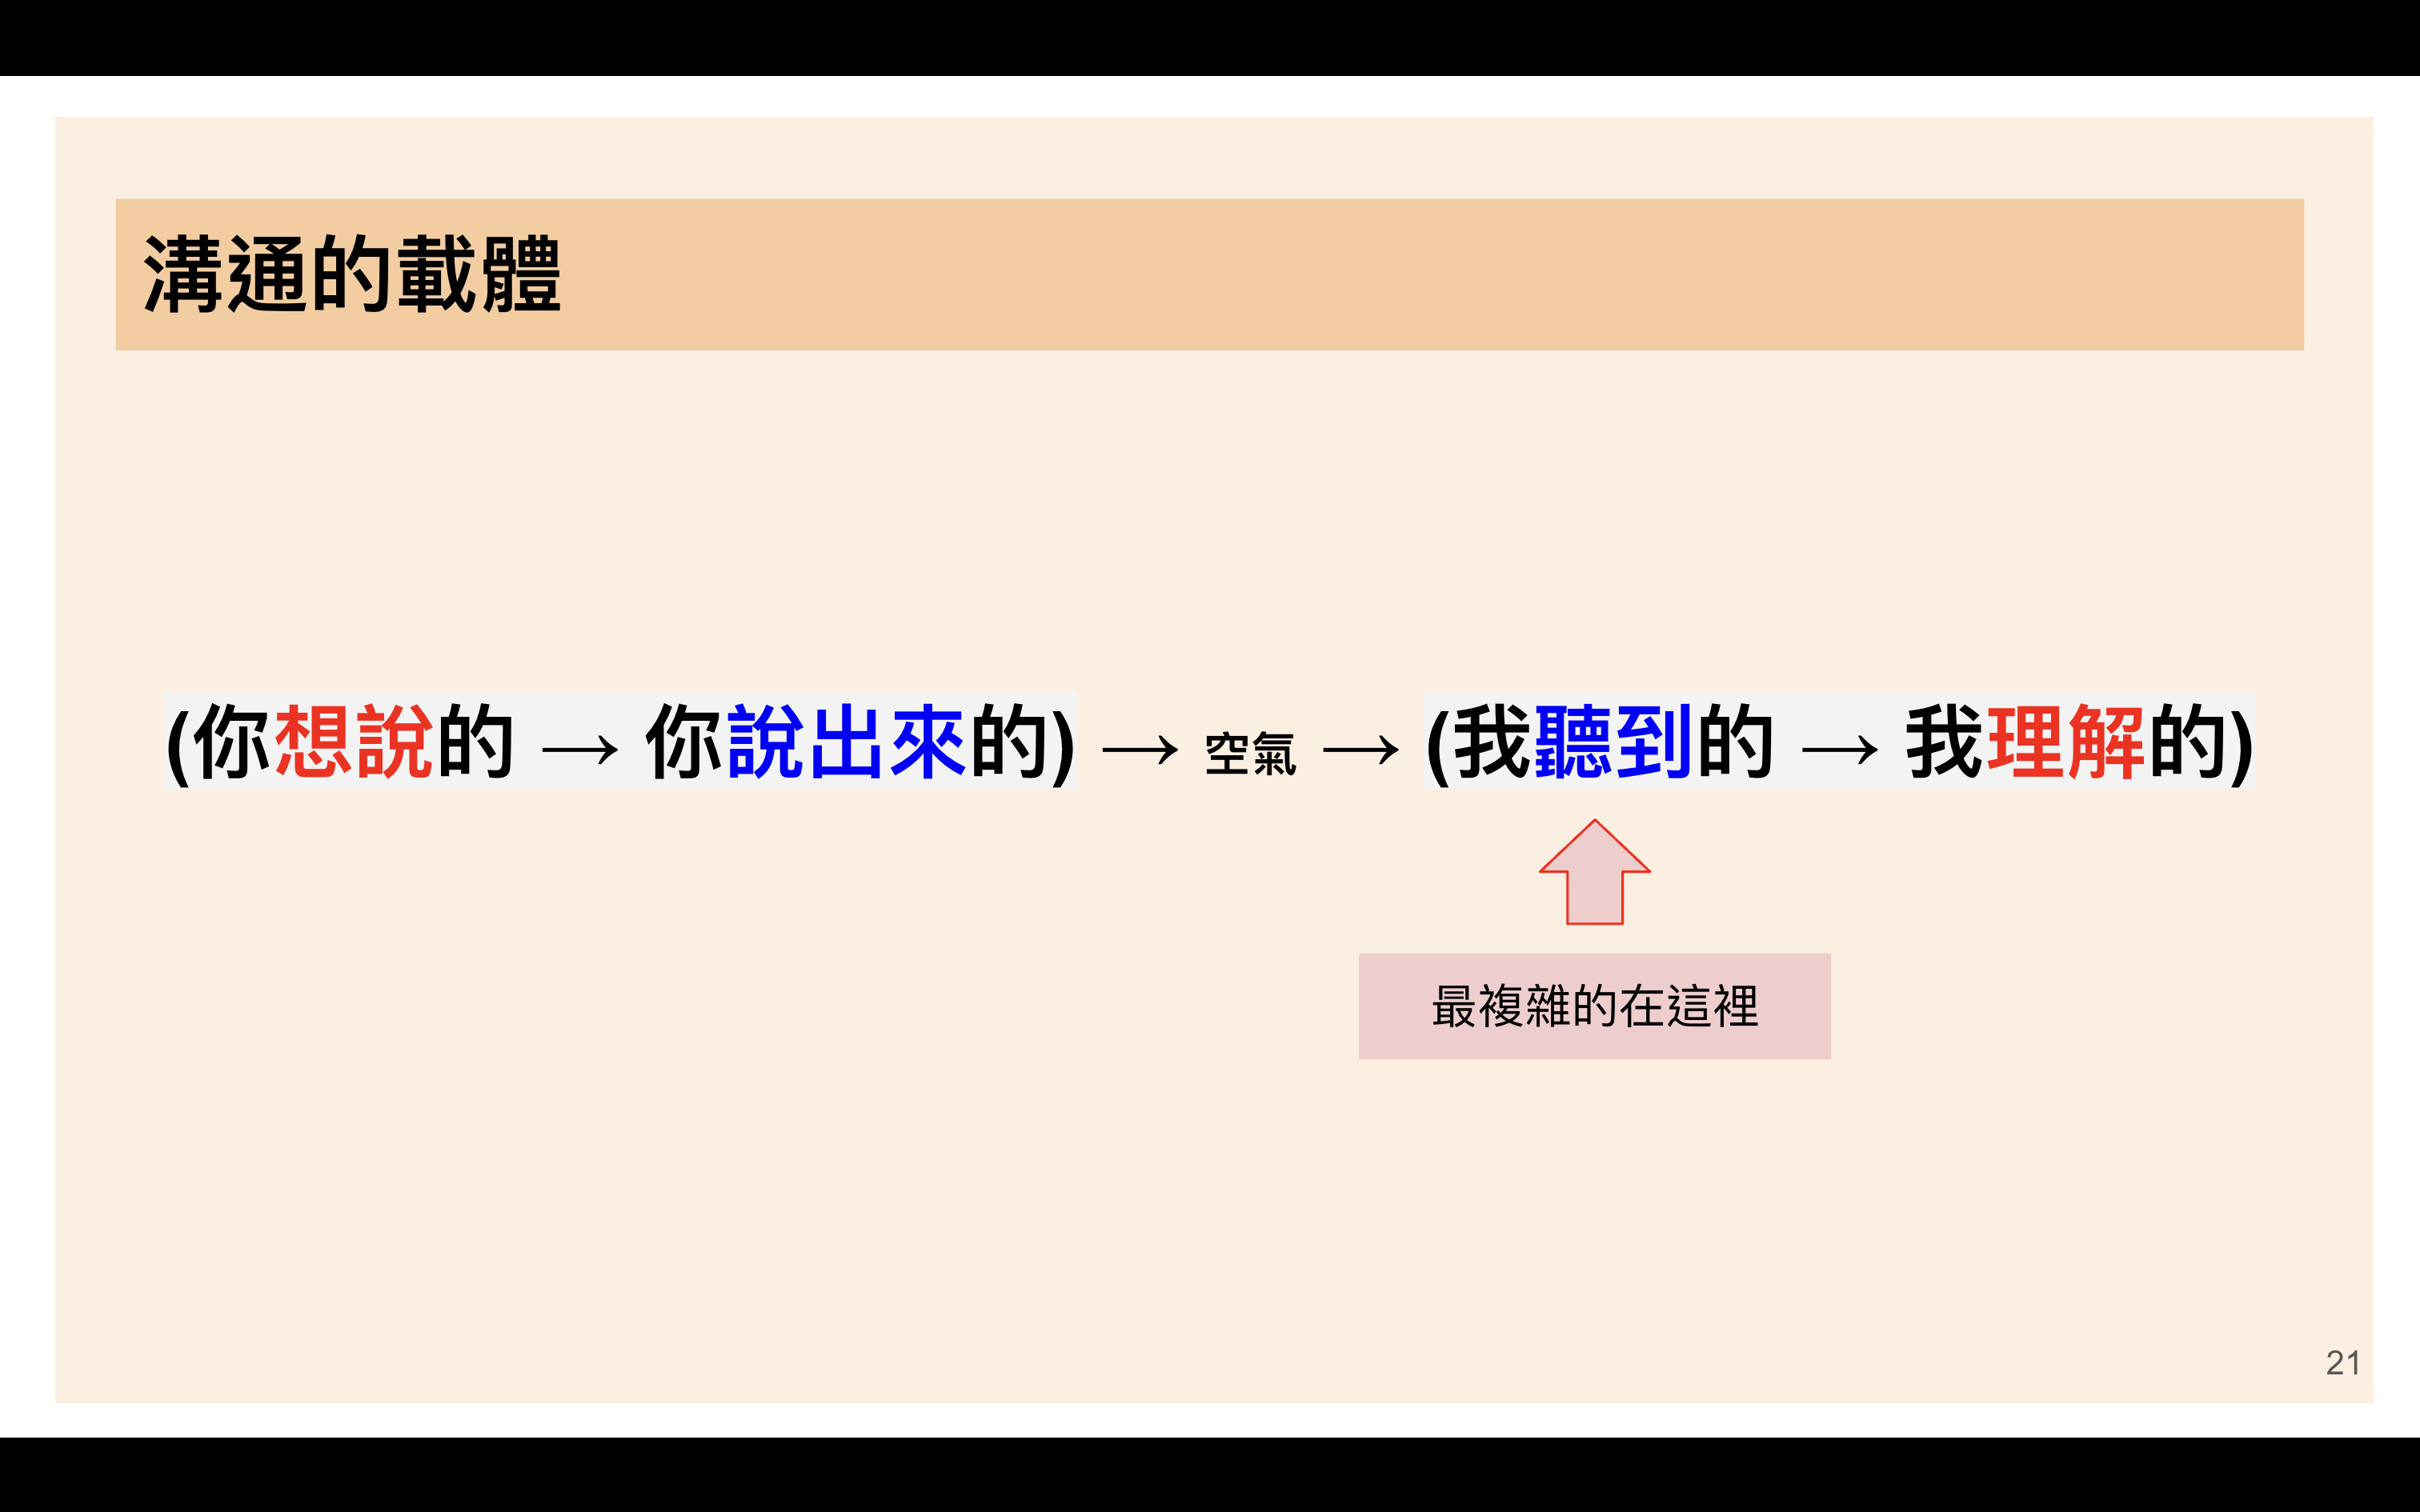 溝通的載體
(你想說的 → 你說出來的) → 空氣 → (我聽到的 → 我理解的)
最複雜的在這裡
21